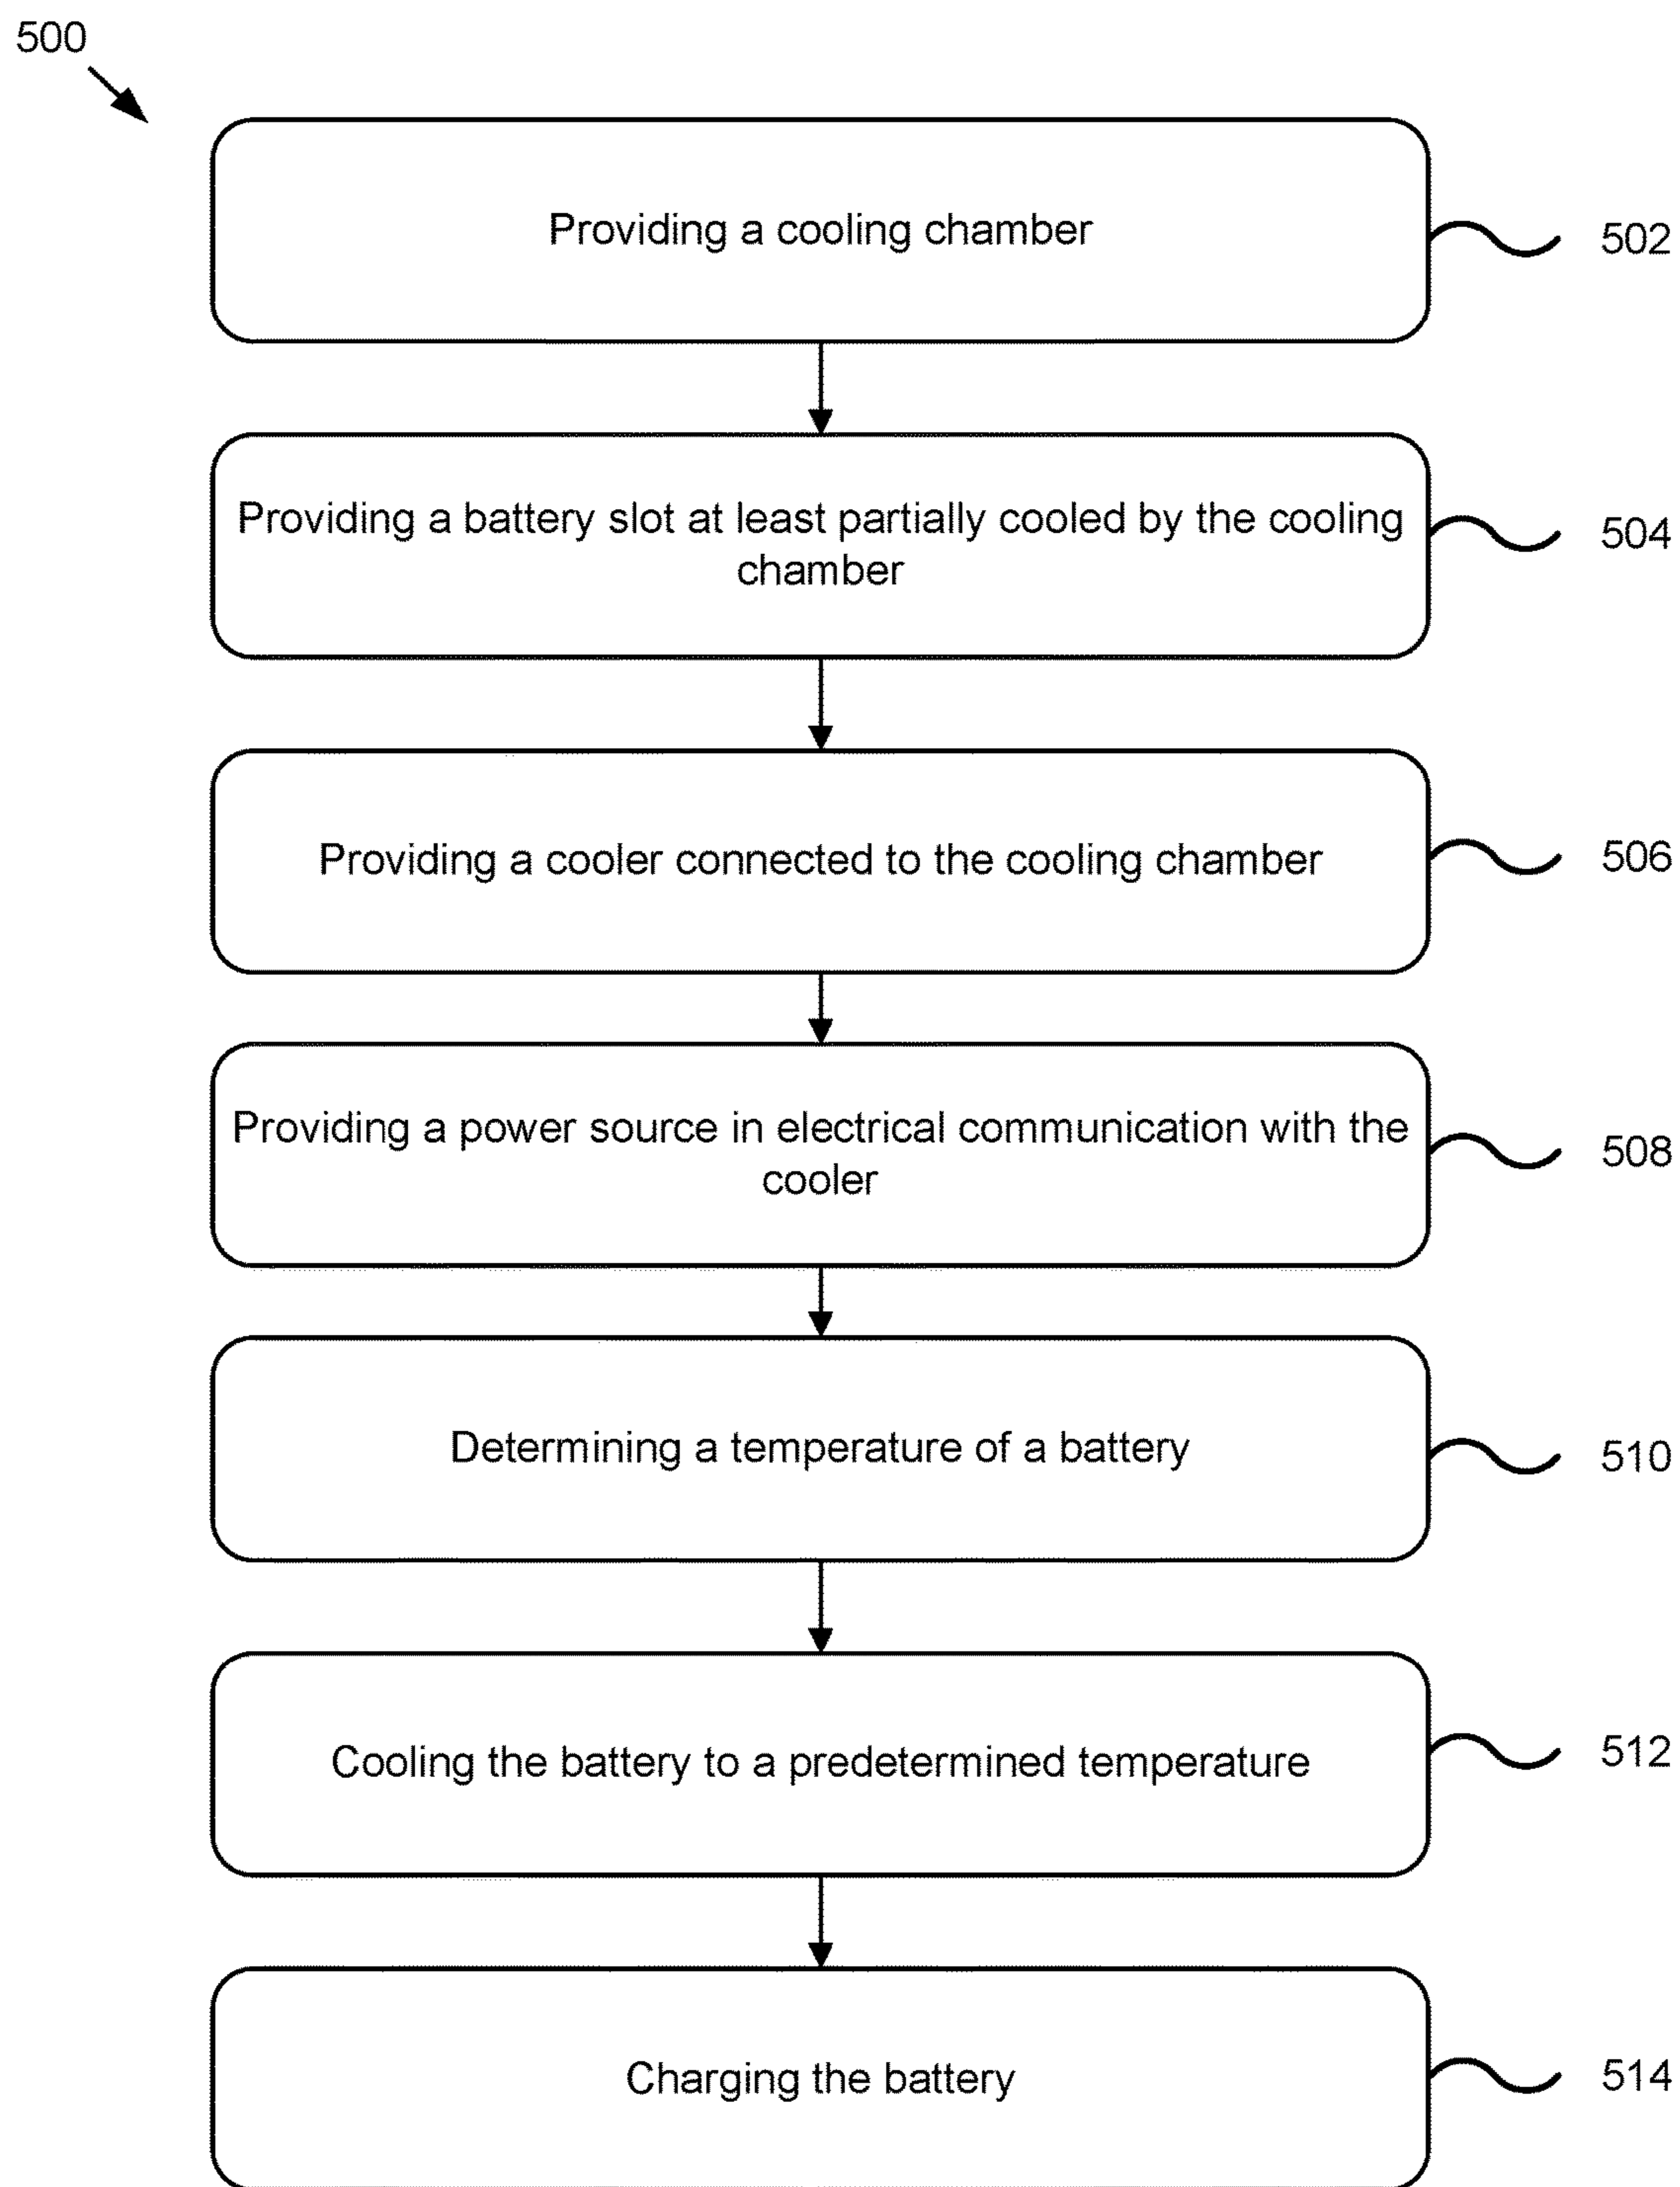 500
Providing a cooling chamber
502
Providing a battery slot at least partially cooled by the cooling
chamber
504
Providing a cooler connected to the cooling chamber
506
Providing a power source in electrical communication with the
cooler
508
Determining a temperature of a battery
510
Cooling the battery to a predetermined temperature
512
Charging the battery
514